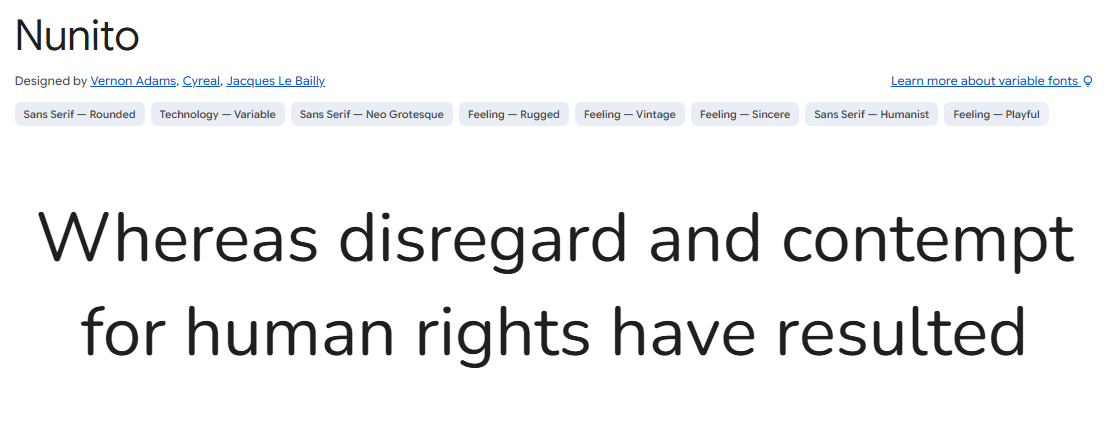 Nunito
Designed by Vernon Adams, Cyreal, Jacques Le Bailly
Learn more about variable fonts
Sans Serif — Rounded Technology — Variable Sans Serif — Neo Grotesque Feeling — Rugged Feeling — Vintage Feeling — Sincere Sans Serif — Humanist Feeling — Playful
Whereas disregard and contempt
for human rights have resulted